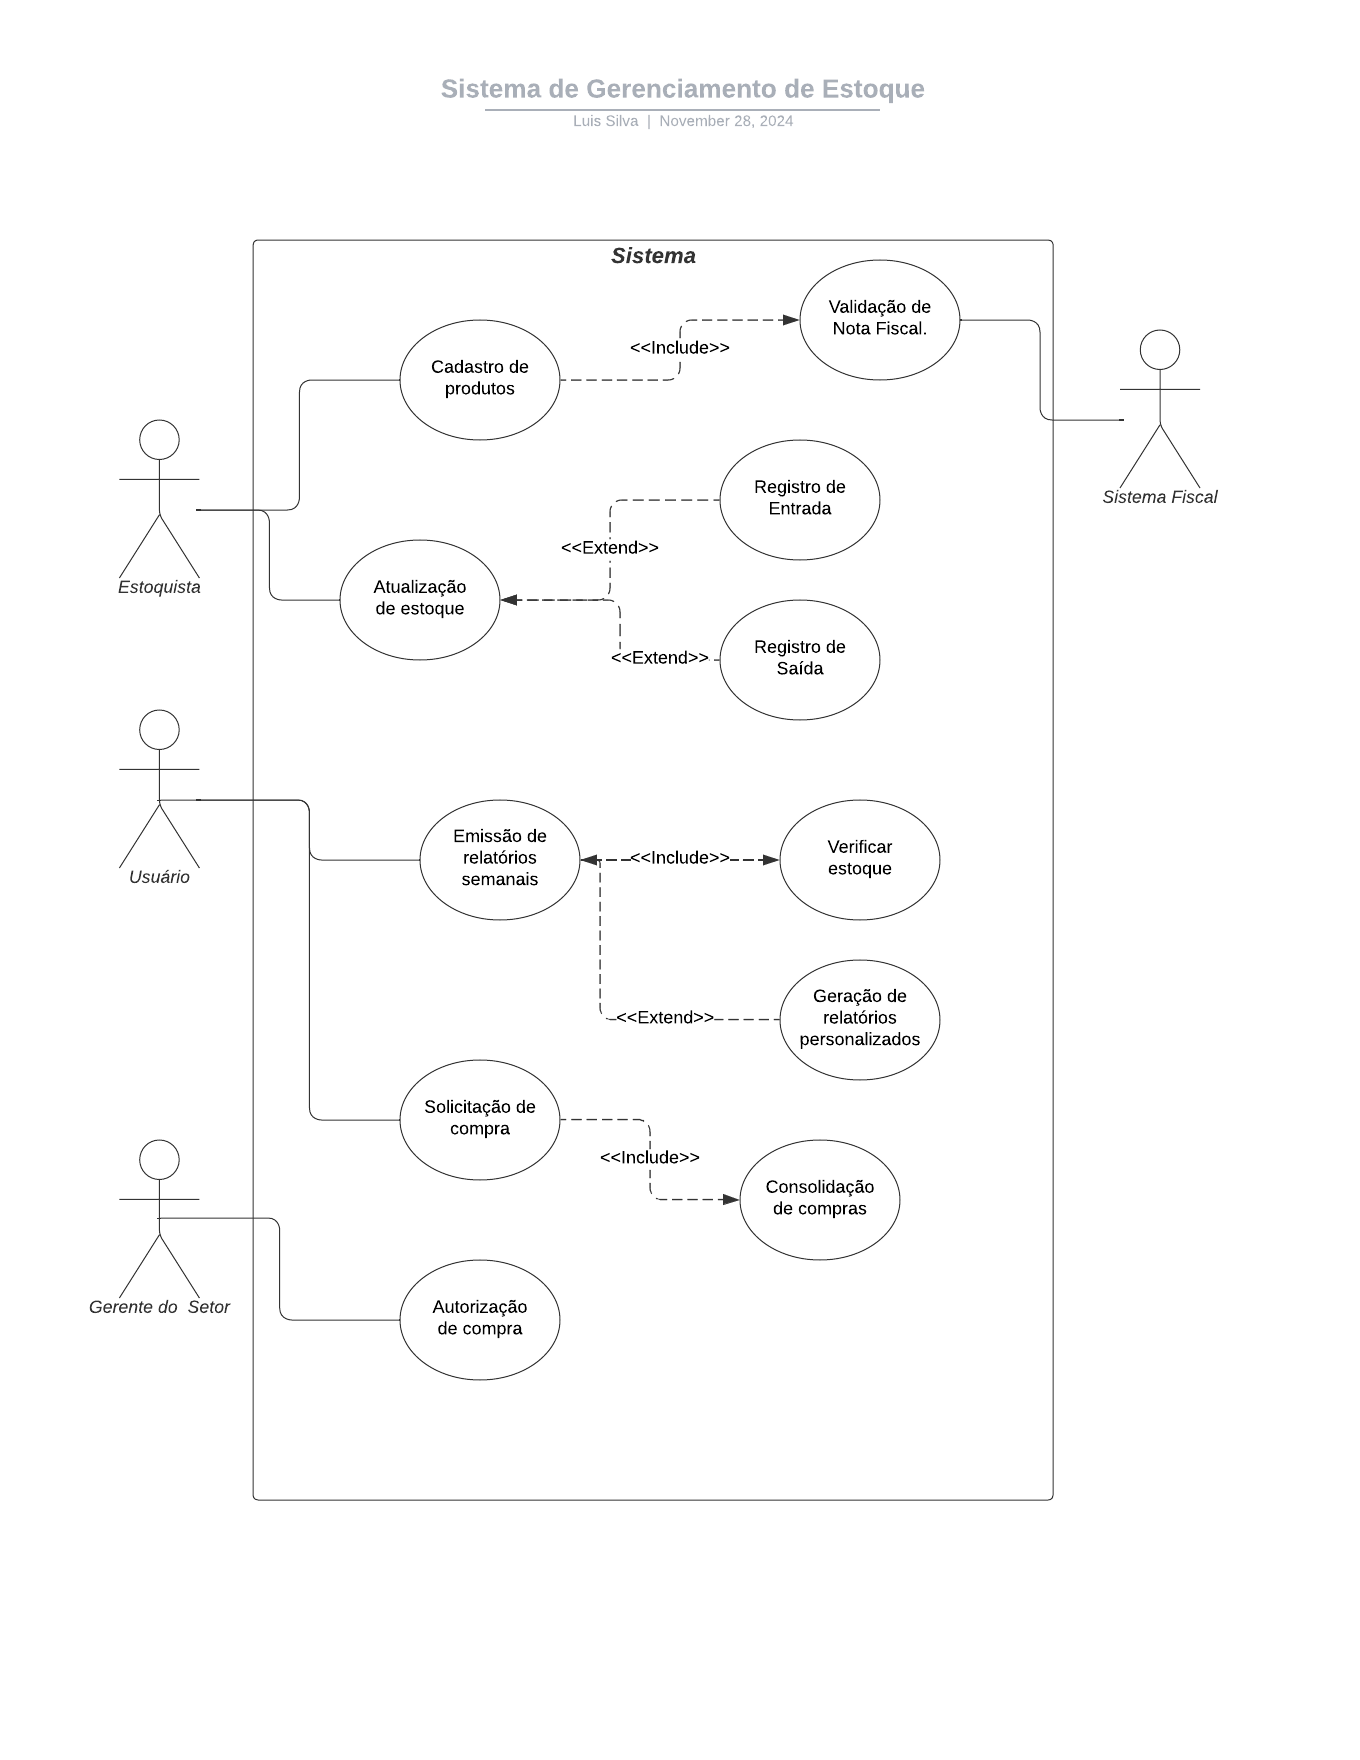 Sistema de Gerenciamento de Estoque
Luis Silva | November 28, 2024
Sistema
Validação de
Nota Fiscal.
<<Include>>
Cadastro de
produtos
Sistema Fiscal
Registro de
Entrada
<<Extend>>
Estoquista
Atualização
de estoque
Registro de
Saída
<<Extend>>
Usuário
Emissão de
relatórios
semanais
<<Include>>
Verificar
estoque
Geração de
relatórios
personalizados
<<Extend>>
Solicitação de
compra
<<Include>>
Consolidação
de compras
Gerente do  Setor
Autorização
de compra